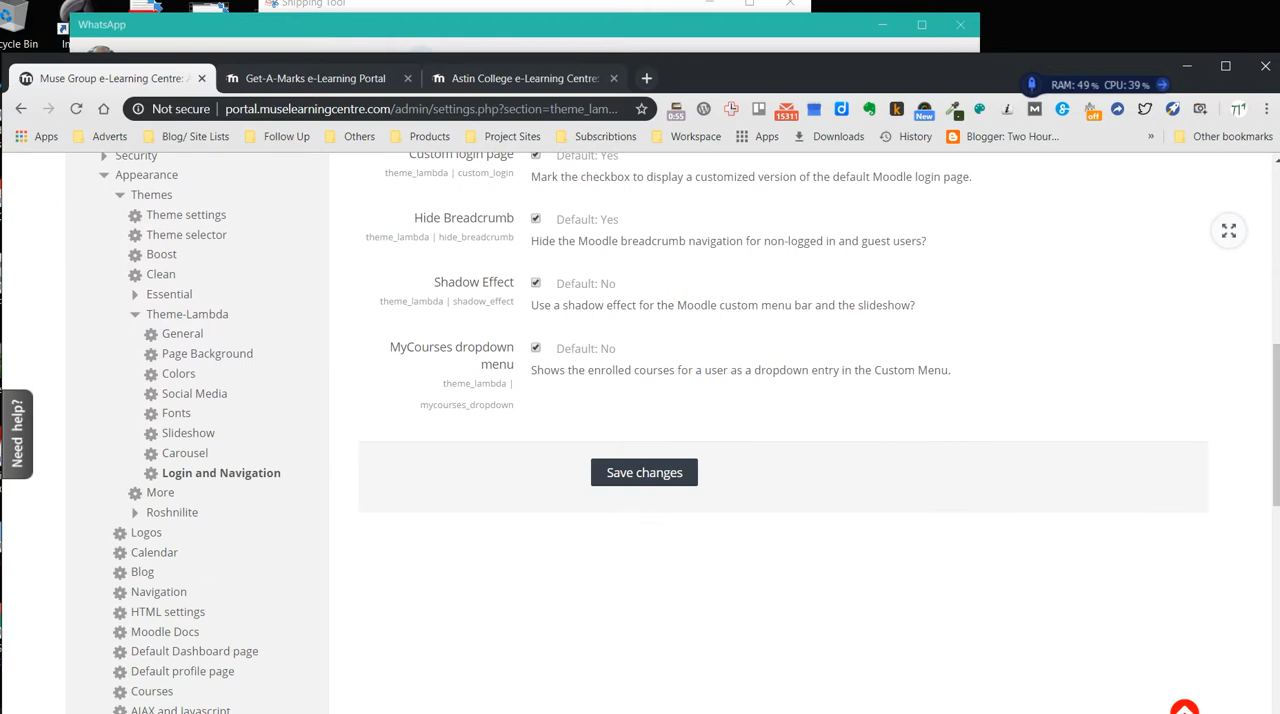 Snipping Tool
WhatsApp
cycle Bin
Muse Group e-Learning Centre:
Get-A-Marks e-Learning Portal
Astin College e-Learning Centre:
RAM: 49 % CPU: 39 %
Not secure
portal.muselearningcentre.com/admin/settings.php?section=theme_lam...
0:55
15311
New
off
Apps
Adverts
Blog/ Site Lists
Follow Up
Others
Products
Project Sites
Subscribtions
Workspace
Apps
Downloads
History
Blogger: Two Hour...
»
Other bookmarks
Security
Appearance
Themes
Theme settings
Theme selector
Boost
Clean
Essential
Theme-Lambda
General
Page Background
Colors
Social Media
Fonts
Slideshow
Carousel
Login and Navigation
More
Roshnilite
Logos
Calendar
Blog
Navigation
HTML settings
Moodle Docs
Default Dashboard page
Default profile page
Courses
AJAX and Javascript
Need help?
Custom login page
Default: Yes
theme_lambda | custom_login
Mark the checkbox to display a customized version of the default Moodle login page.
Hide Breadcrumb
Default: Yes
theme_lambda | hide_breadcrumb
Hide the Moodle breadcrumb navigation for non-logged in and guest users?
Shadow Effect
Default: No
theme_lambda | shadow_effect
Use a shadow effect for the Moodle custom menu bar and the slideshow?
MyCourses dropdown
menu
Default: No
theme_lambda |
mycourses_dropdown
Shows the enrolled courses for a user as a dropdown entry in the Custom Menu.
Save changes